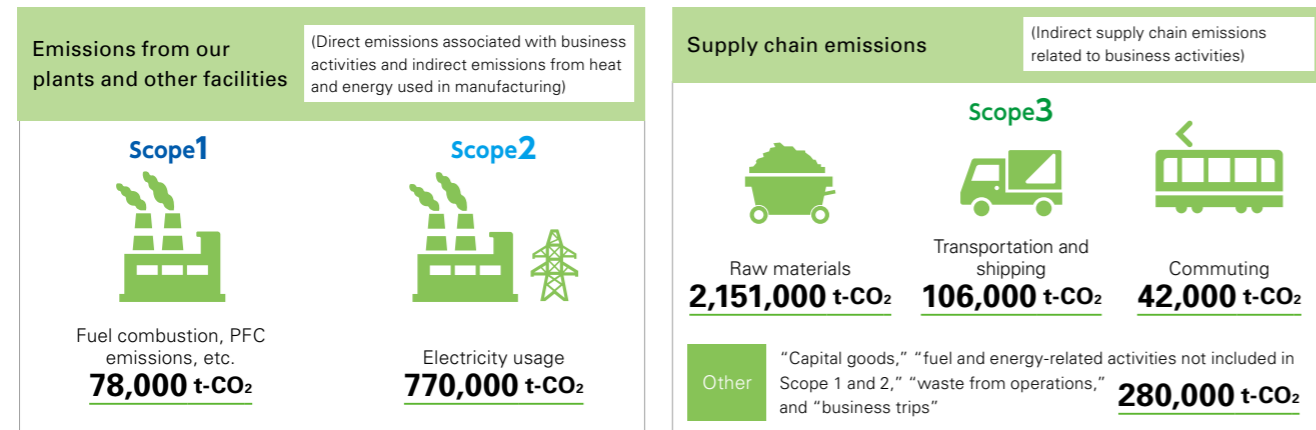 Emissions from our
plants and other facilities
(Direct emissions associated with business
activities and indirect emissions from heat
and energy used in manufacturing)
Scope1
Fuel combustion, PFC
emissions, etc.
78,000 t-CO2
Scope2
Electricity usage
770,000 t-CO2
Supply chain emissions
(Indirect supply chain emissions
related to business activities)
Scope3
Raw materials
2,151,000 t-CO2
Transportation and
shipping
106,000 t-CO2
Commuting
42,000 t-CO2
Other
“Capital goods,” “fuel and energy-related activities not included in
Scope 1 and 2,” “waste from operations,”
and “business trips”
280,000 t-CO2